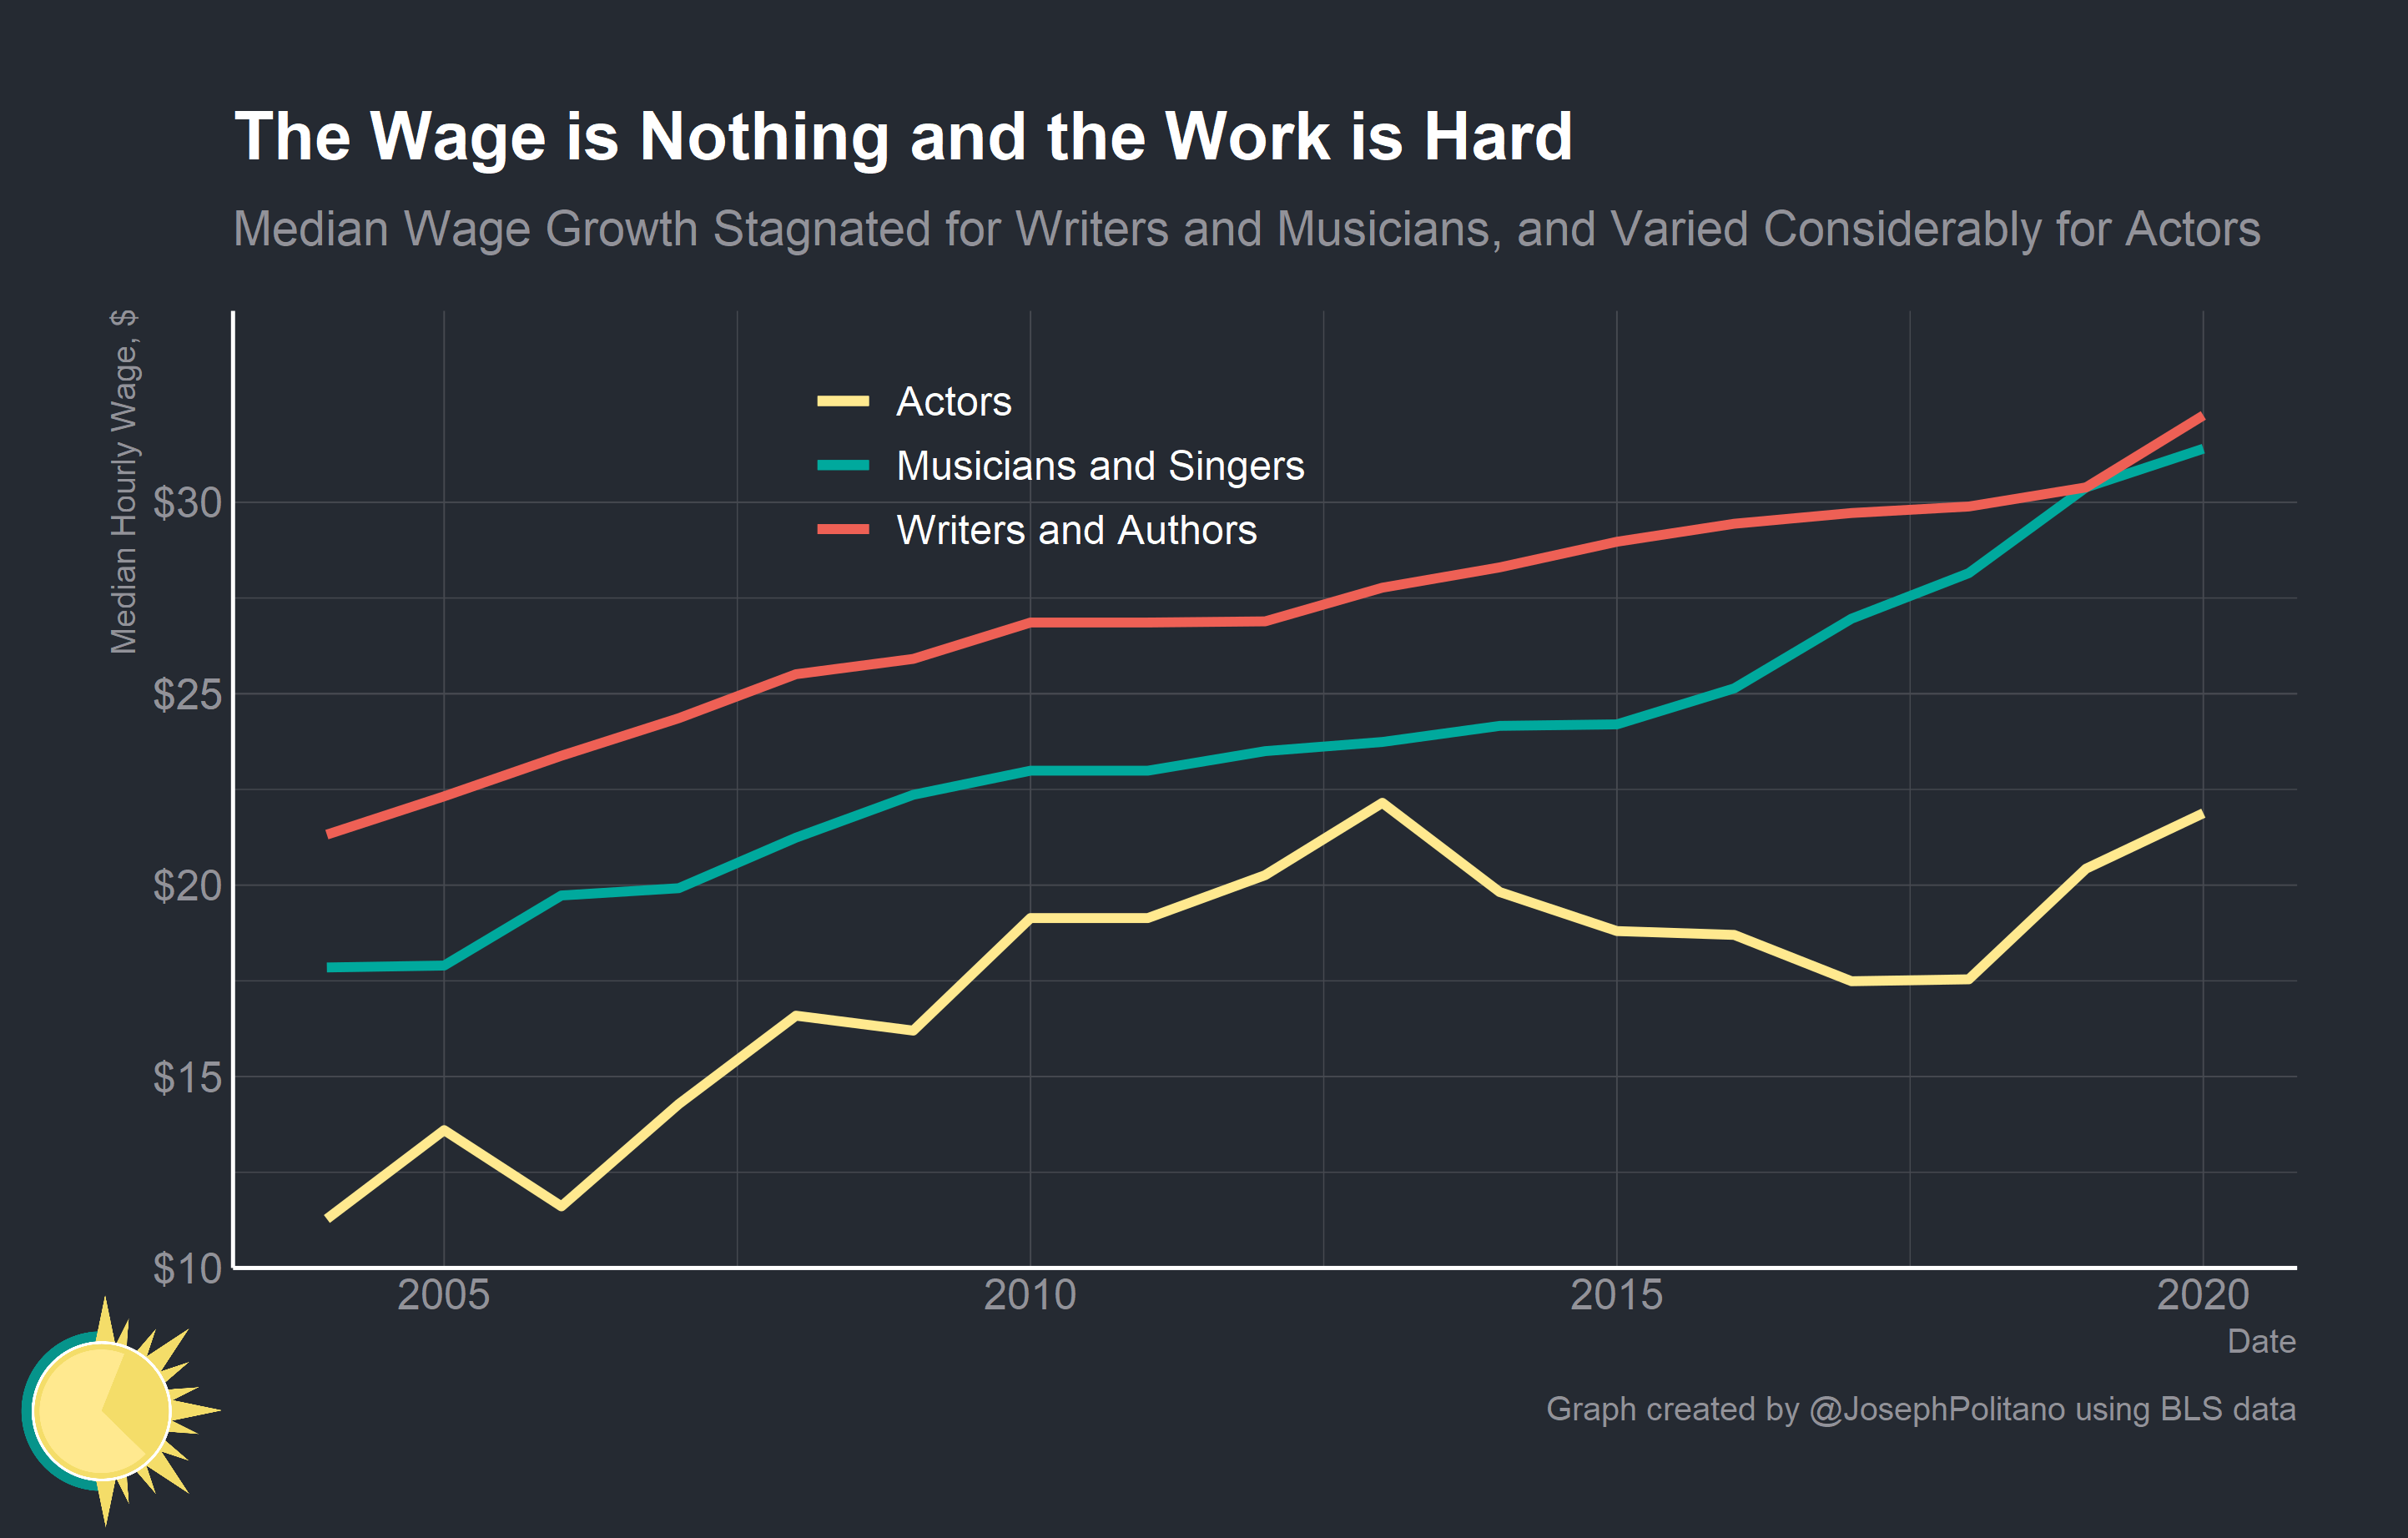 The Wage is Nothing and the Work is Hard
Median Wage Growth Stagnated for Writers and Musicians, and Varied Considerably for Actors
Median Hourly Wage, $
Actors
Musicians and Singers
Writers and Authors
$30
$25
$20
$15
$10
2005 2010 2015 2020
Date
Graph created by @JosephPolitano using BLS data